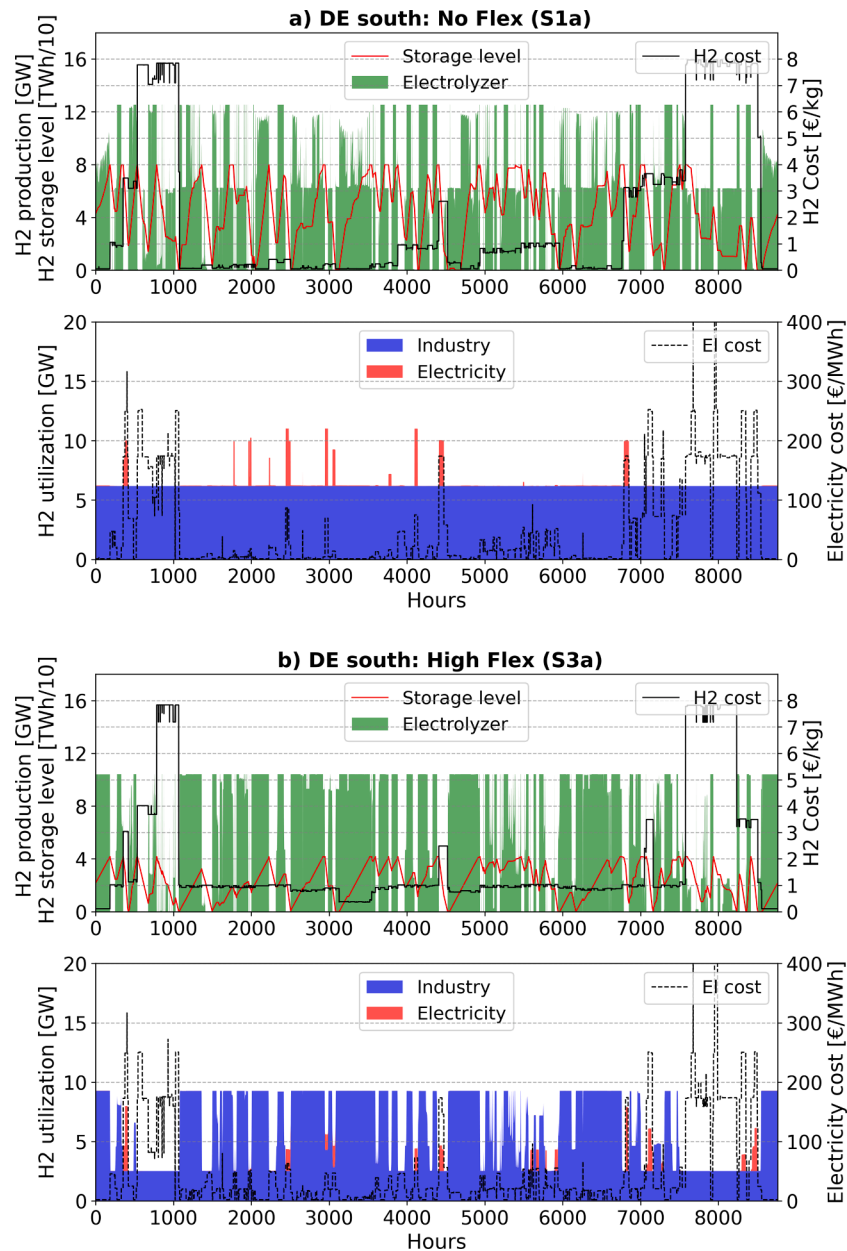 a) DE south: No Flex (S1a)
H2 production [GW]
H2 storage level [TWh/10]
16
12
8
4
0
Storage level
Electrolyzer
H2 cost
8
7
6
5
4
3
2
1
0
H2 Cost [€/kg]
0 1000 2000 3000 4000 5000 6000 7000 8000
H2 utilization [GW]
20
15
10
5
0
Industry
Electricity
El cost
400
300
200
100
0
Electricity cost [€/MWh]
0 1000 2000 3000 4000 5000 6000 7000 8000
Hours
b) DE south: High Flex (S3a)
H2 production [GW]
H2 storage level [TWh/10]
16
12
8
4
0
Storage level
Electrolyzer
H2 cost
8
7
6
5
4
3
2
1
0
H2 Cost [€/kg]
0 1000 2000 3000 4000 5000 6000 7000 8000
H2 utilization [GW]
20
15
10
5
0
Industry
Electricity
El cost
400
300
200
100
0
Electricity cost [€/MWh]
0 1000 2000 3000 4000 5000 6000 7000 8000
Hours